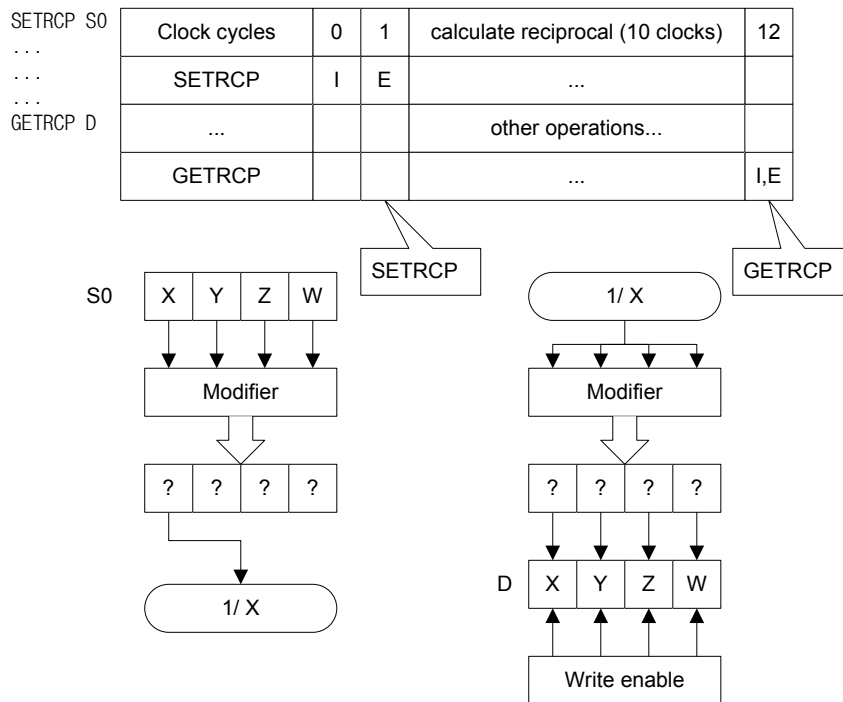 SETRCP S0
...
...
...
GETRCP D
Clock cycles 0 1 calculate reciprocal (10 clocks) 12
SETRCP I E ...
... other operations...
GETRCP ... I,E
SETRCP
GETRCP
S0 X Y Z W
Modifier
? ? ? ?
1/ X
1/ X
Modifier
? ? ? ?
D X Y Z W
Write enable